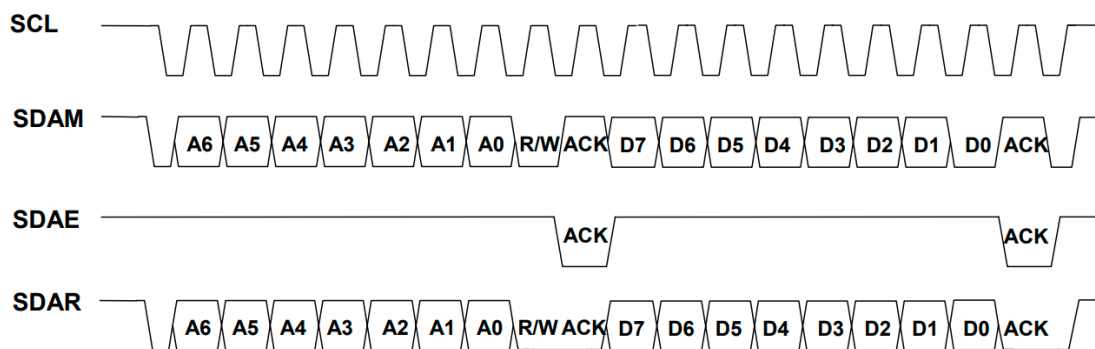 SCL
SDAM A6 A5 A4 A3 A2 A1 A0 R/W ACK D7 D6 D5 D4 D3 D2 D1 D0 ACK
SDAE ACK ACK
SDAR A6 A5 A4 A3 A2 A1 A0 R/W ACK D7 D6 D5 D4 D3 D2 D1 D0 ACK